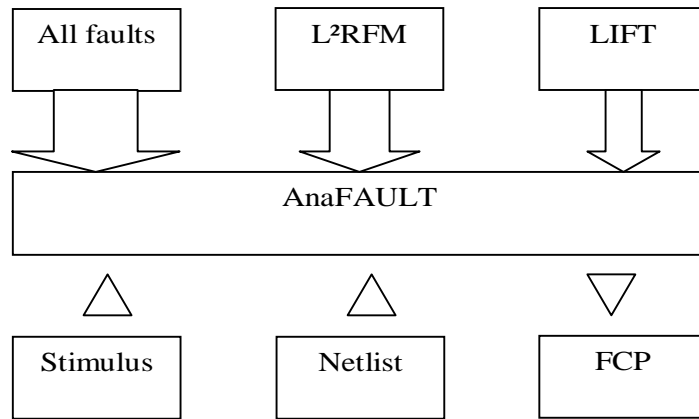 All faults
L²RFM
LIFT
AnaFAULT
Stimulus
Netlist
FCP